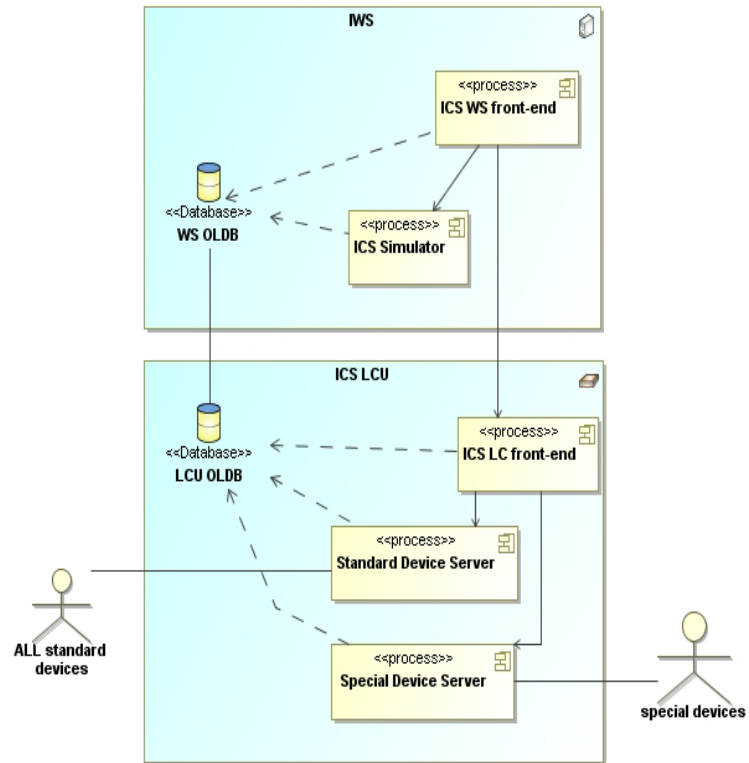 IWS
<<process>>
ICS WS front-end
<<Database>>
WS OLDB
<<process>>
ICS Simulator
ICS LCU
<<Database>>
LCU OLDB
<<process>>
ICS LC front-end
<<process>>
Standard Device Server
ALL standard
devices
<<process>>
Special Device Server
special devices